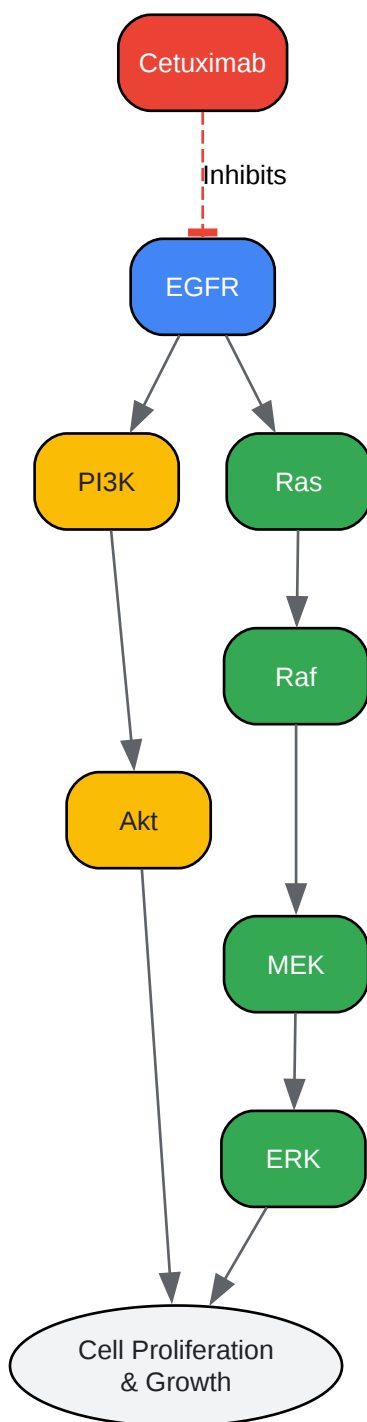 Cetuximab
Inhibits
EGFR
PI3K
Ras
Raf
Akt
MEK
ERK
Cell Proliferation
& Growth